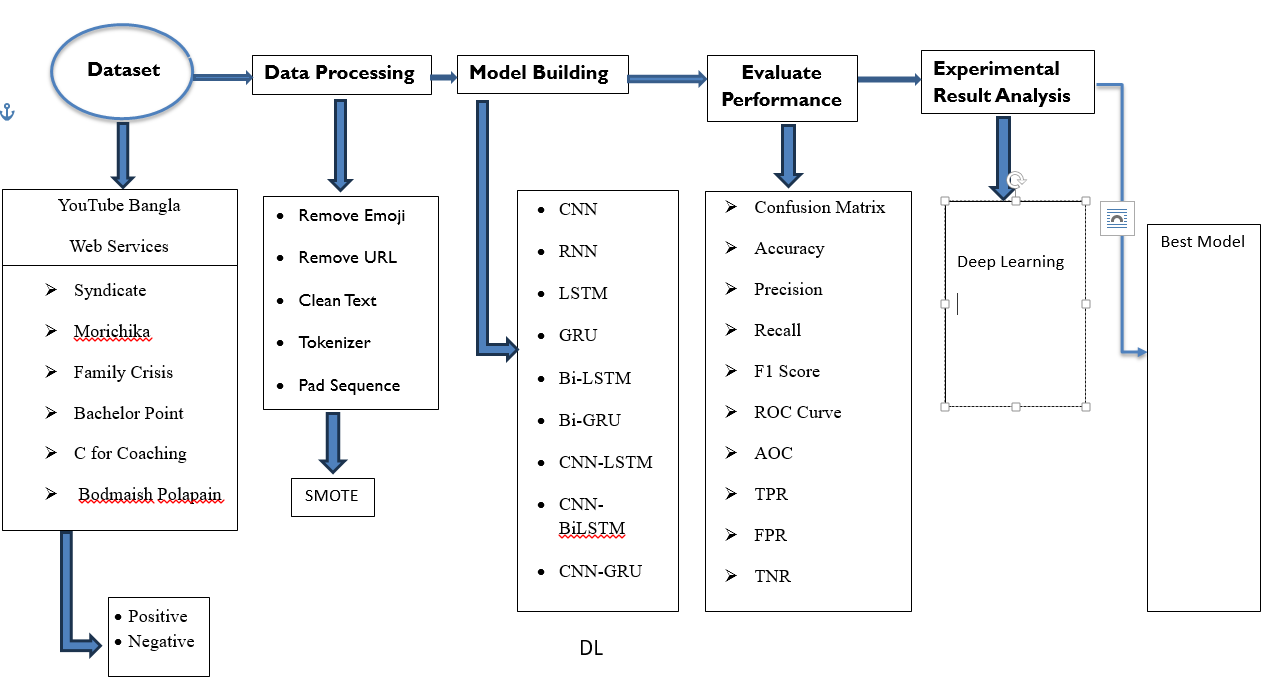 Dataset
Data Processing
Model Building
Evaluate
Performance
Experimental
Result Analysis
YouTube Bangla
Web Services
Syndicate
Morichika
Family Crisis
Bachelor Point
C for Coaching
Bodmaish Polapain
Positive
Negative
Remove Emoji
Remove URL
Clean Text
Tokenizer
Pad Sequence
SMOTE
CNN
RNN
LSTM
GRU
Bi-LSTM
Bi-GRU
CNN-LSTM
CNN-
BiLSTM
CNN-GRU
DL
Confusion Matrix
Accuracy
Precision
Recall
F1 Score
ROC Curve
AOC
TPR
FPR
TNR
Deep Learning
Best Model